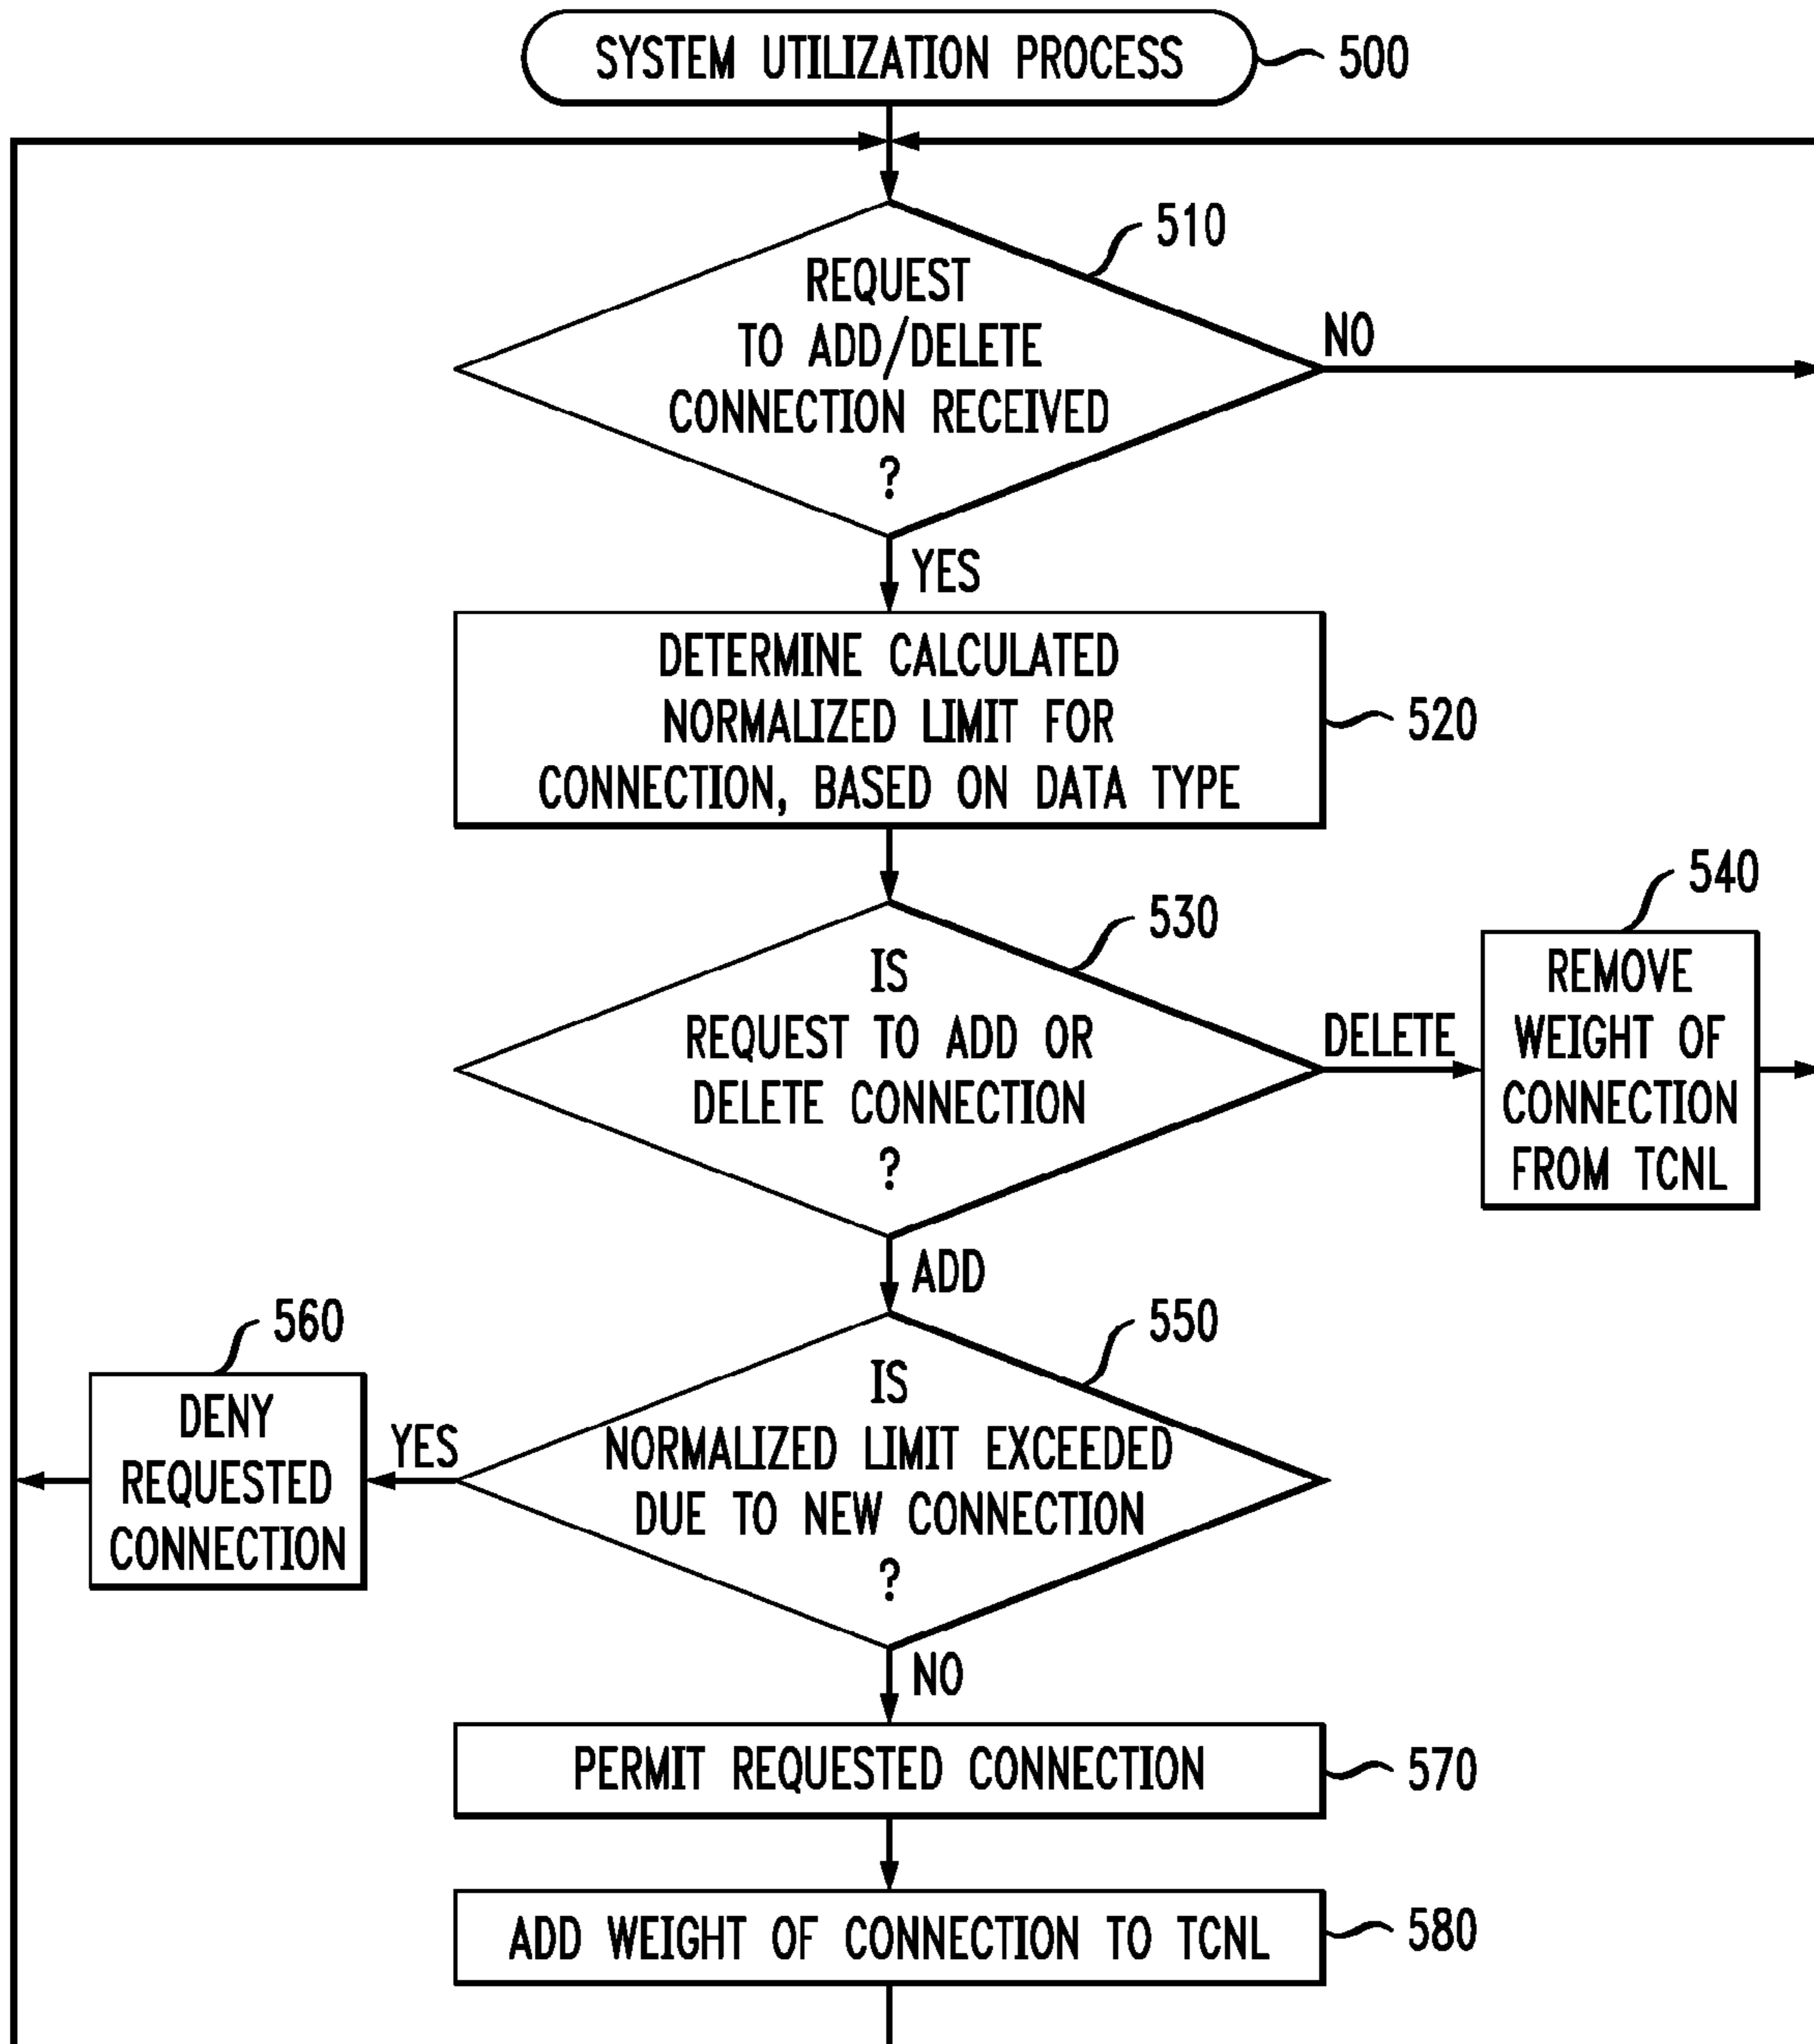 SYSTEM UTILIZATION PROCESS
500
510
REQUEST
TO ADD/DELETE
CONNECTION RECEIVED
?
NO
YES
DETERMINE CALCULATED
NORMALIZED LIMIT FOR
CONNECTION, BASED ON DATA TYPE
520
530
IS
REQUEST TO ADD OR
DELETE CONNECTION
?
DELETE
540
REMOVE
WEIGHT OF
CONNECTION
FROM TCNL
ADD
550
IS
NORMALIZED LIMIT EXCEEDED
DUE TO NEW CONNECTION
?
YES
560
DENY
REQUESTED
CONNECTION
NO
PERMIT REQUESTED CONNECTION
570
ADD WEIGHT OF CONNECTION TO TCNL
580